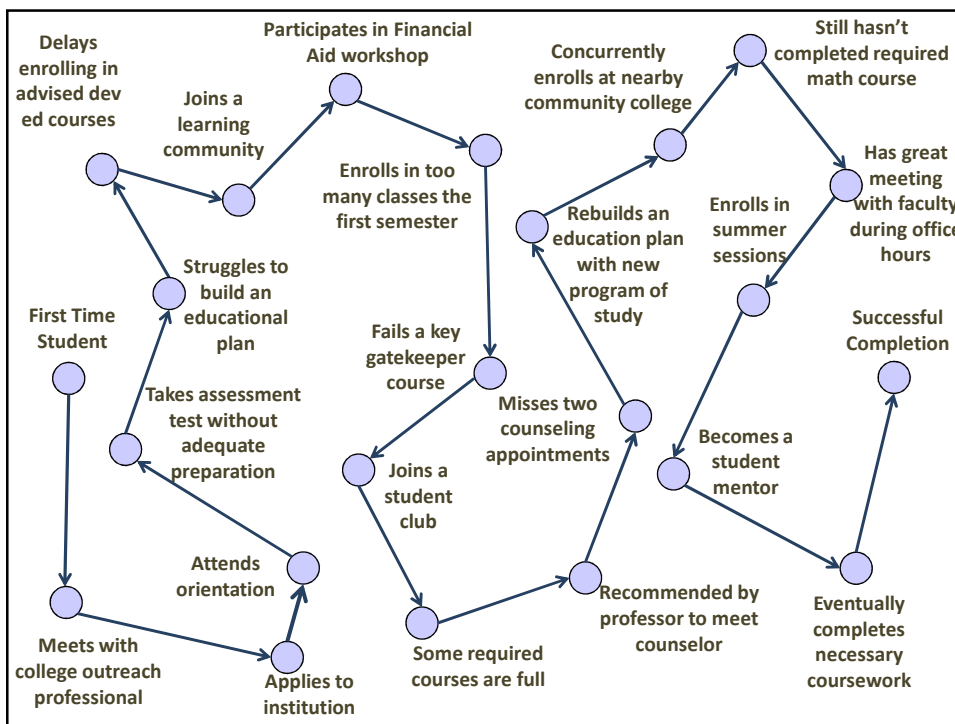 First Time
Student
Meets with
college outreach
professional
Applies to
institution
Attends
orientation
Takes assessment
test without
adequate
preparation
Struggles to
build an
educational
plan
Delays
enrolling in
advised dev
ed courses
Joins a
learning
community
Participates in Financial
Aid workshop
Enrolls in too
many classes the
first semester
Fails a key
gatekeeper
course
Joins a
student
club
Some required
courses are full
Recommended by
professor to meet
counselor
Misses two
counseling
appointments
Rebuilds an
education plan
with new
program of
study
Concurrently
enrolls at nearby
community college
Still hasn't
completed required
math course
Has great
meeting
with faculty
during office
hours
Enrolls in
summer
sessions
Becomes a
student
mentor
Eventually
completes
necessary
coursework
Successful
Completion